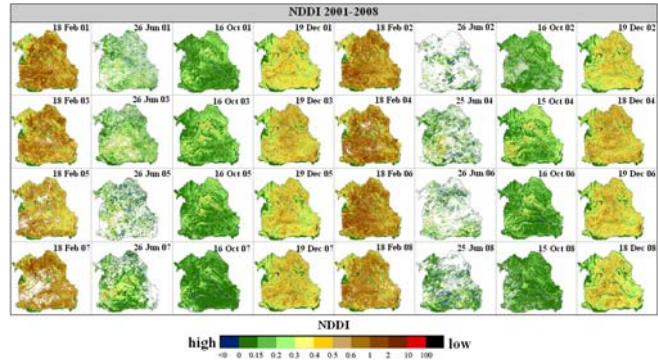 NDDI 2001-2008
18 Feb 01 26 Jun 01 16 Oct 01 19 Dec 01 18 Feb 02 26 Jun 02 16 Oct 02 19 Dec 02
18 Feb 03 26 Jun 03 16 Oct 03 19 Dec 03 18 Feb 04 25 Jun 04 15 Oct 04 18 Dec 04
18 Feb 05 26 Jun 05 16 Oct 05 19 Dec 05 18 Feb 06 26 Jun 06 16 Oct 06 19 Dec 06
18 Feb 07 26 Jun 07 16 Oct 07 19 Dec 07 18 Feb 08 25 Jun 08 15 Oct 08 18 Dec 08
NDDI
high low
<0 0 0.15 0.2 0.3 0.4 0.5 0.6 1 2 10 100